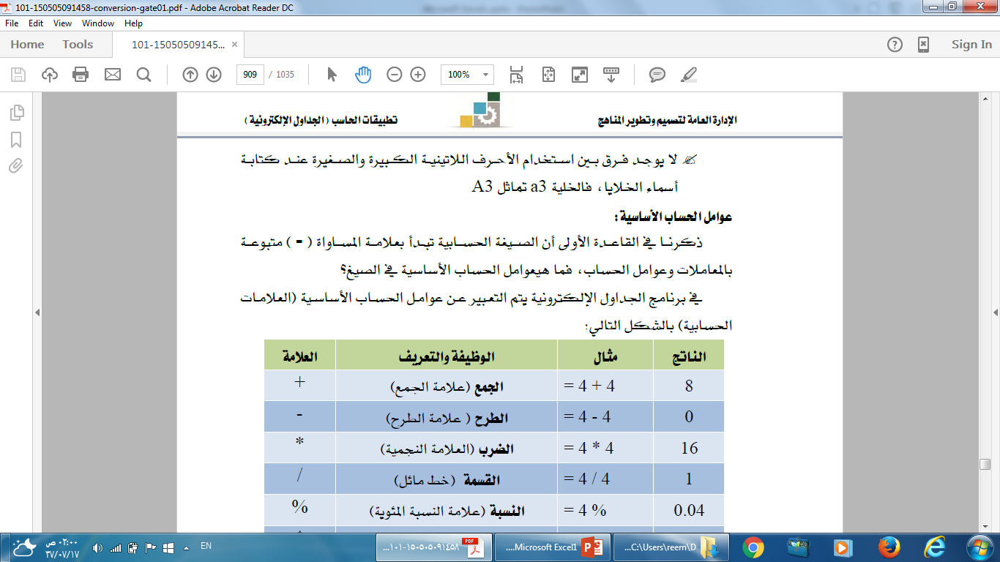 101-150505091458-conversion-gate01.pdf - Adobe Acrobat Reader DC
File Edit View Window Help
Home Tools 101-15050509145... × Sign In
909 / 1035 100%
الإدارة العامة لتصميم وتطوير المناهج تطبيقات الحاسب ( الجداول الإلكترونية )
لا يوجد فرق بين استخدام الأحرف اللاتينية الكبيرة والصغيرة عند كتابة
أسماء الخلايا، فالخلية a3 تماثل A3
عوامل الحساب الأساسية :
ذكرنا في القاعدة الأولى أن الصيغة الحسابية تبدأ بعلامة المساواة ( = ) متبوعة
بالمعاملات وعوامل الحساب، فما هيعوامل الحساب الأساسية في الصيغ؟
في برنامج الجداول الإلكترونية يتم التعبير عن عوامل الحساب الأساسية (العلامات
الحسابية) بالشكل التالي:
العلامة الوظيفة والتعريف مثال الناتج
+ الجمع (علامة الجمع) = 4 + 4 8
- الطرح ( علامة الطرح) = 4 - 4 0
* الضرب (العلامة النجمية) = 4 * 4 16
/ القسمة (خط مائل) = 4 / 4 1
% النسبة (علامة النسبة المئوية) = 4 % 0.04
٠٢:٠٠ ص
٣٧/٠٧/١٧
EN
...١٠١-١٥٠٥٠٥٠٩١٤٥٨
...Microsoft Excel1
...C:\Users\reem\D